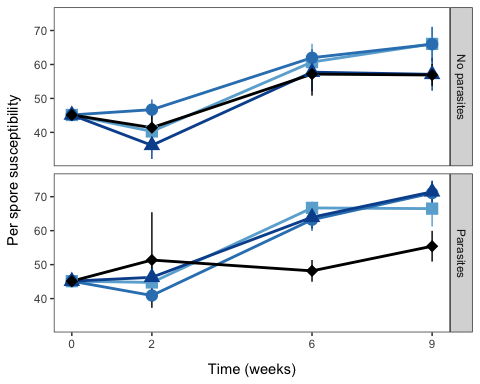 Per spore susceptibility
70
60
50
40
No parasites
70
60
50
40
Parasites
0 2 6 9
Time (weeks)